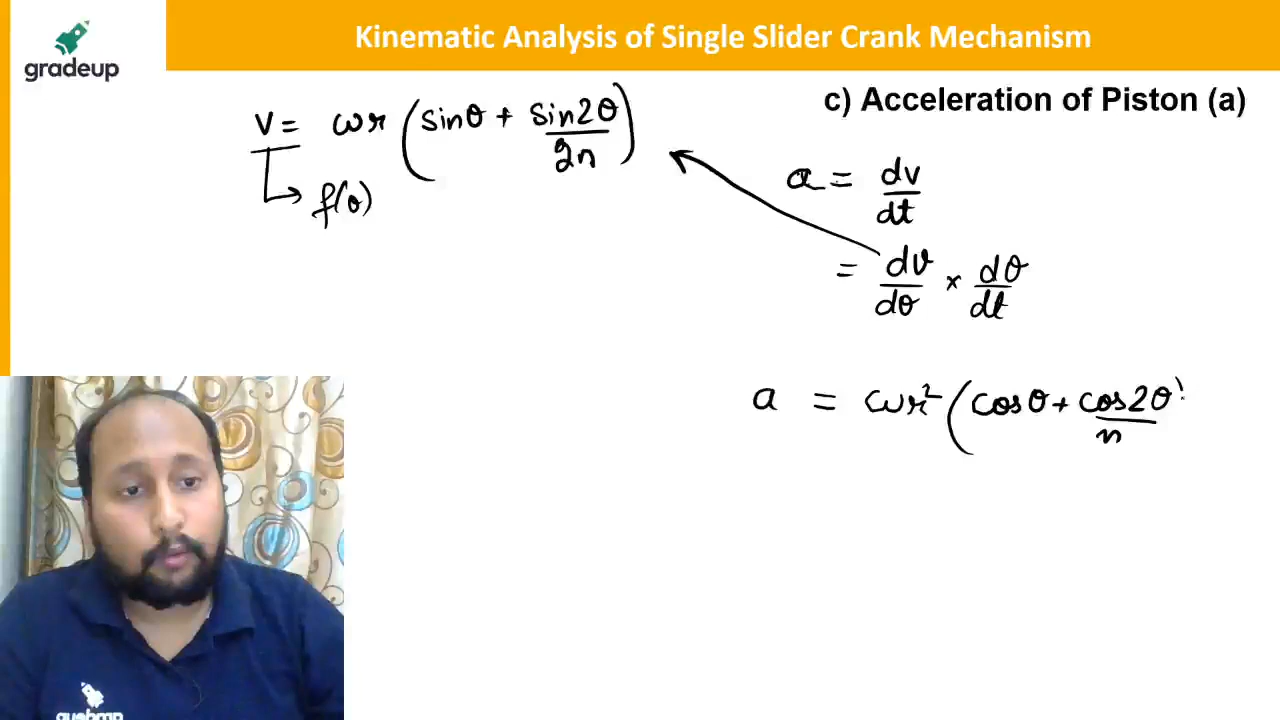 gradeup
Kinematic Analysis of Single Slider Crank Mechanism
c) Acceleration of Piston (a)
v = ωr (sinθ + sin2θ/2n)
f(θ)
a = dv/dt
= dv/dθ × dθ/dt
a = ωr² (cosθ + cos2θ/n)